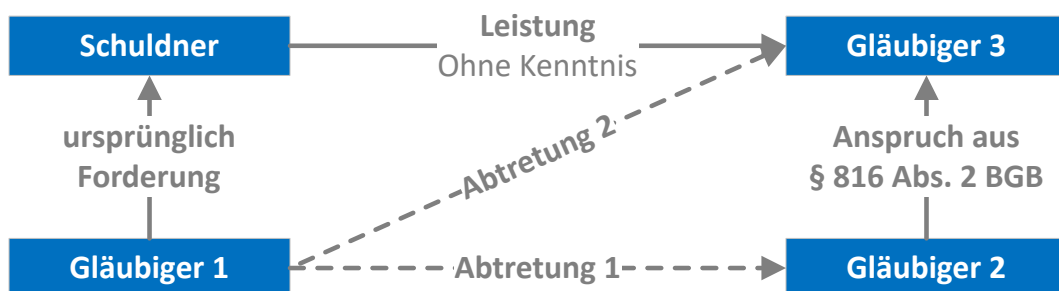 Schuldner
Leistung
Ohne Kenntnis
Gläubiger 3
ursprünglich
Forderung
Abtretung 2
Anspruch aus
§ 816 Abs. 2 BGB
Gläubiger 1
Abtretung 1
Gläubiger 2